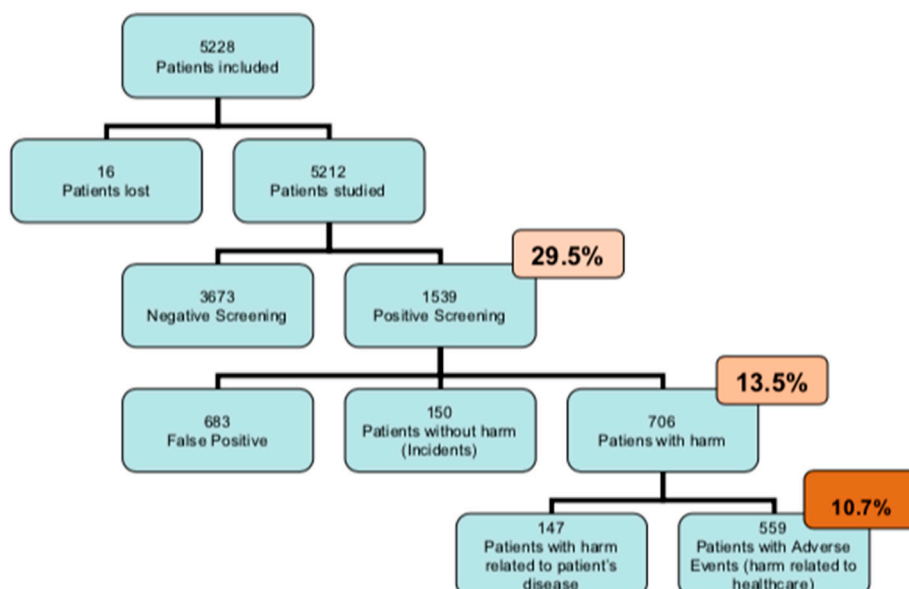 5228
Patients included
16
Patients lost
5212
Patients studied
29.5%
3673
Negative Screening
1539
Positive Screening
13.5%
683
False Positive
150
Patients without harm
(Incidents)
706
Patiens with harm
10.7%
147
Patients with harm
related to patient's
disease
559
Patients with Adverse
Events (harm related to
healthcare)